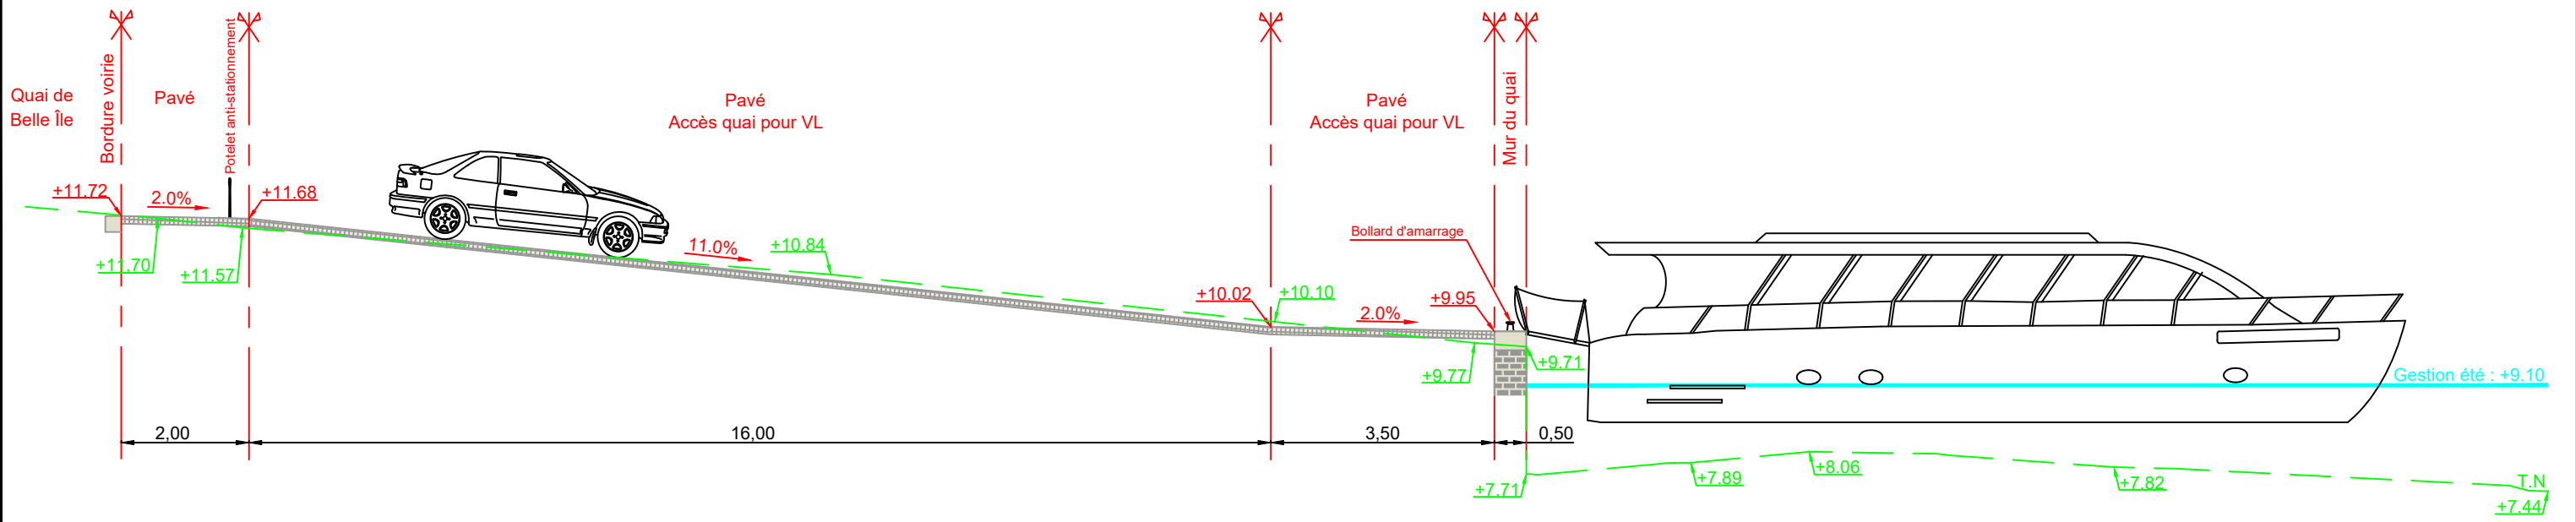 Quai de
Belle Île
Bordure voirie
Pavé
Potelet anti-stationnement
Pavé
Accès quai pour VL
Pavé
Accès quai pour VL
Mur du quai
+11.72
2.0%
+11.68
+11.70
+11.57
11.0%
+10.84
+10.02
+10.10
2.0%
Bollard d'amarrage
+9.95
+9.77
+9.71
Gestion été : +9.10
2,00
16,00
3,50
0,50
+7.71
+7.89
+8.06
+7.82
T.N
+7.44